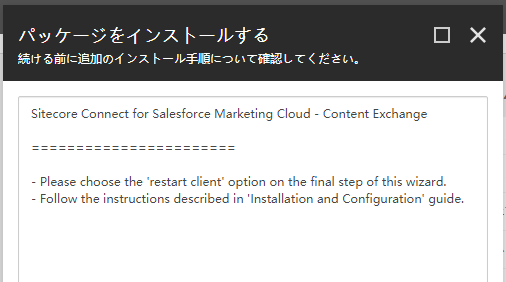 パッケージをインストールする
続ける前に追加のインストール手順について確認してください。
Sitecore Connect for Salesforce Marketing Cloud - Content Exchange
=======================
- Please choose the 'restart client' option on the final step of this wizard.
- Follow the instructions described in 'Installation and Configuration' guide.